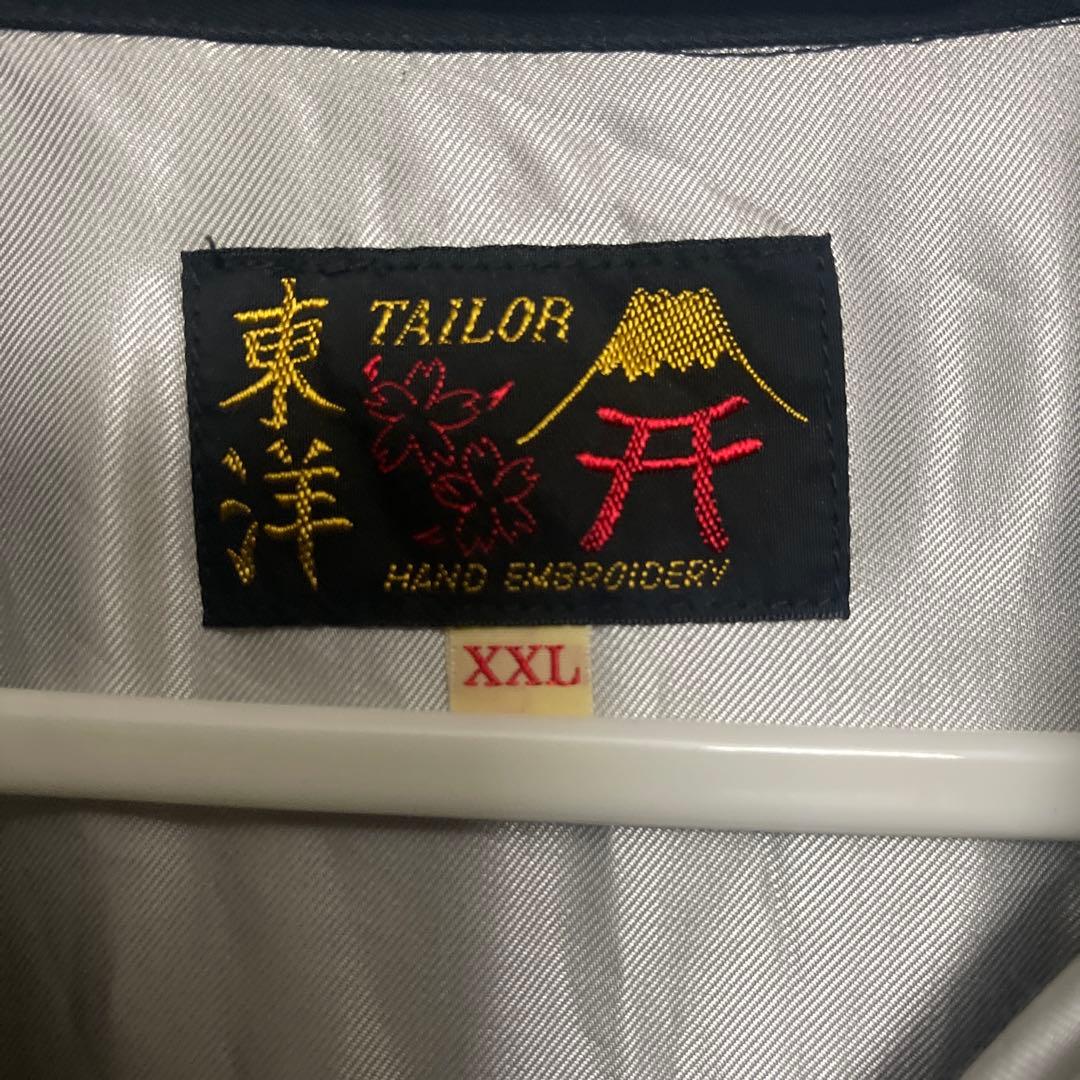 東洋
TAILOR
HAND EMBROIDERY
XXL